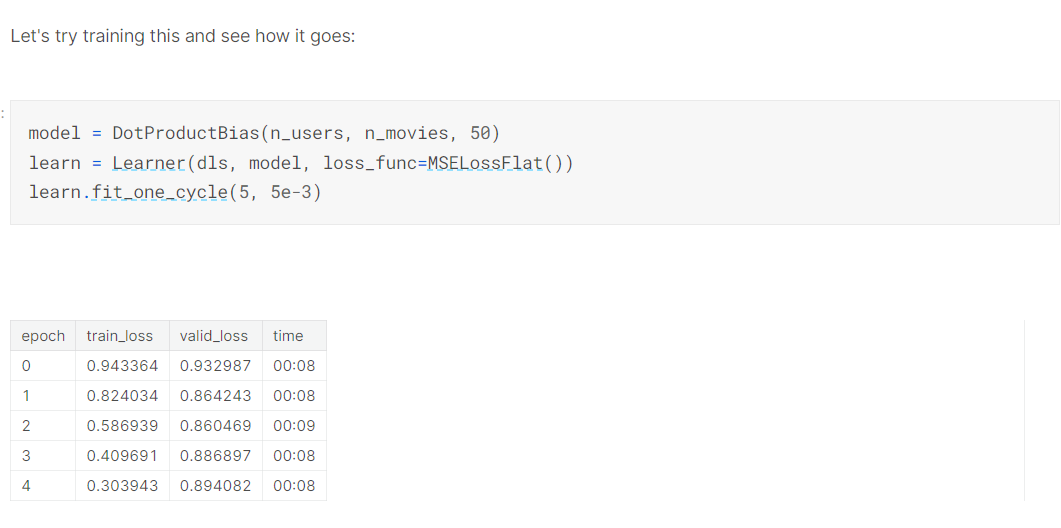 Let's try training this and see how it goes:
:
model = DotProductBias(n_users, n_movies, 50)
learn = Learner(dls, model, loss_func=MSELossFlat())
learn.fit_one_cycle(5, 5e-3)
epoch train_loss valid_loss time
0 0.943364 0.932987 00:08
1 0.824034 0.864243 00:08
2 0.586939 0.860469 00:09
3 0.409691 0.886897 00:08
4 0.303943 0.894082 00:08